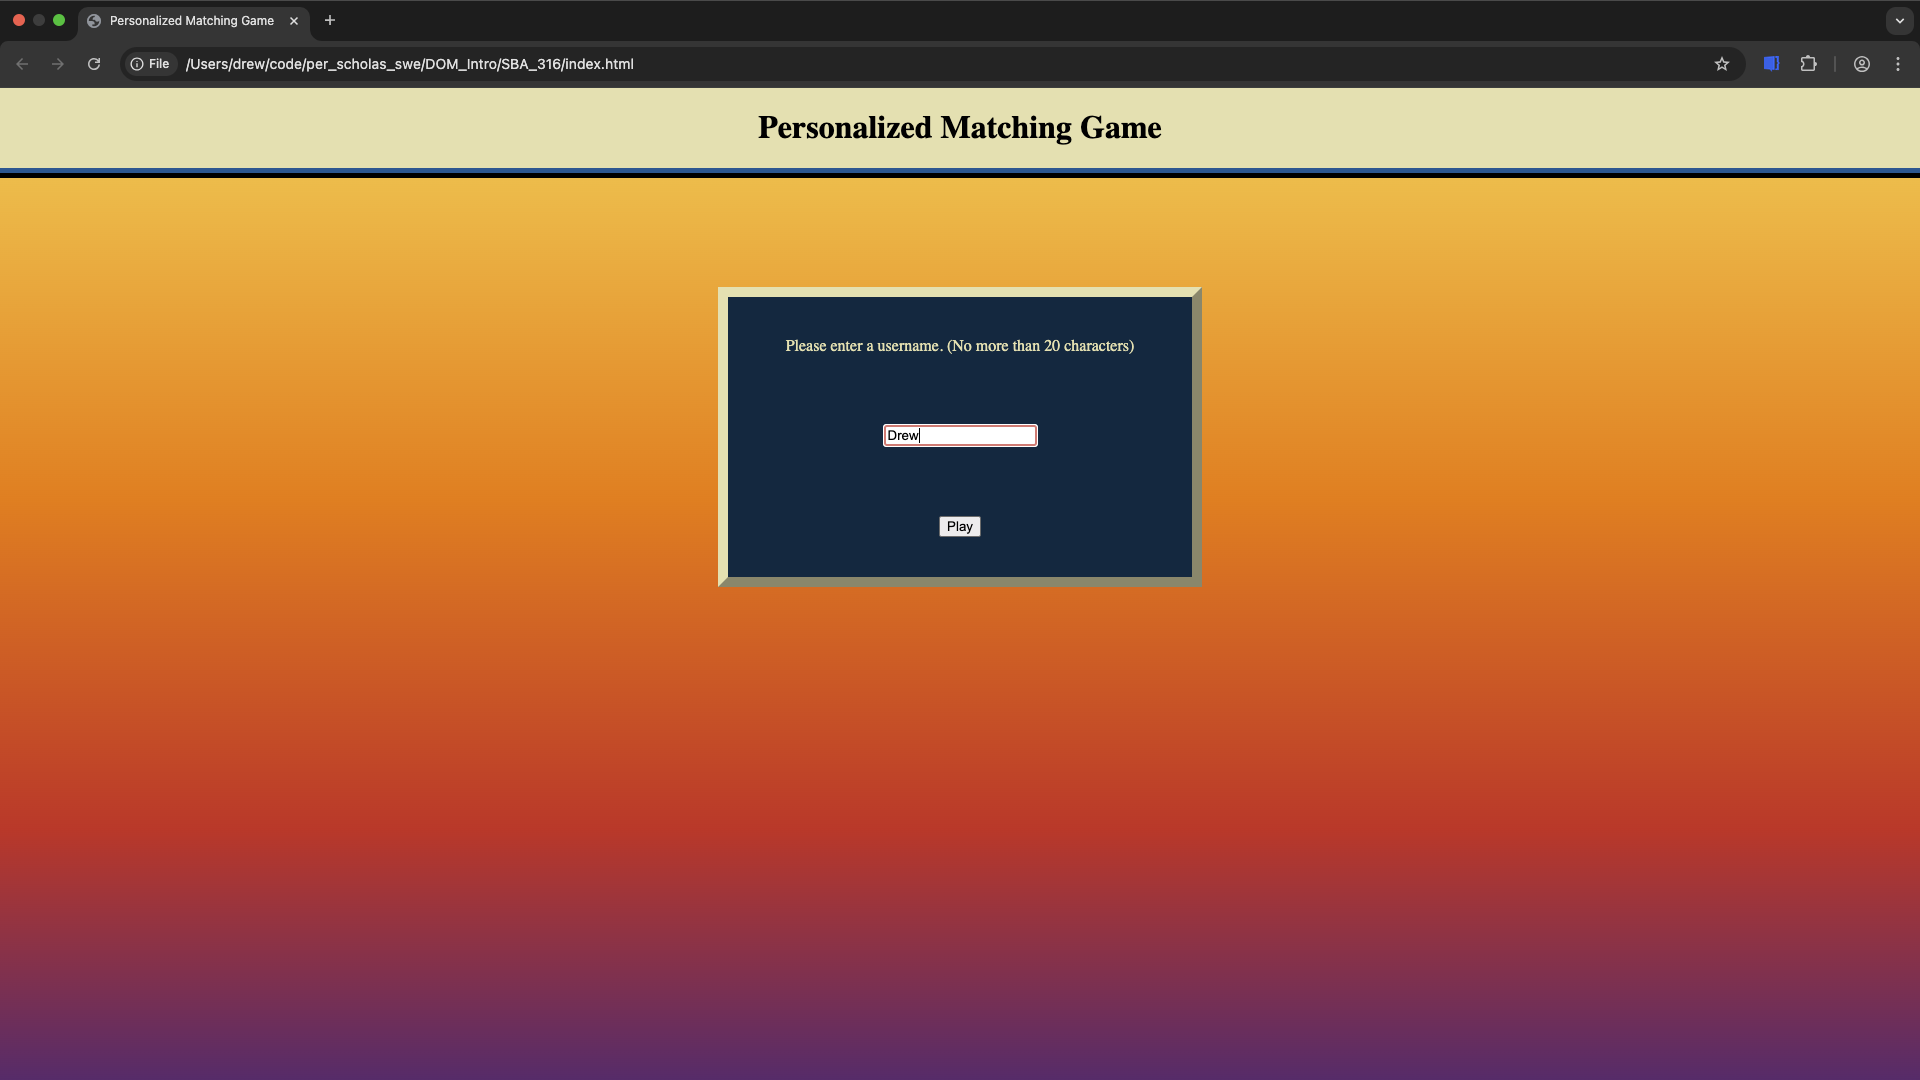 Personalized Matching Game
File /Users/drew/code/per_scholas_swe/DOM_Intro/SBA_316/index.html
Personalized Matching Game
Please enter a username. (No more than 20 characters)
Drew
Play